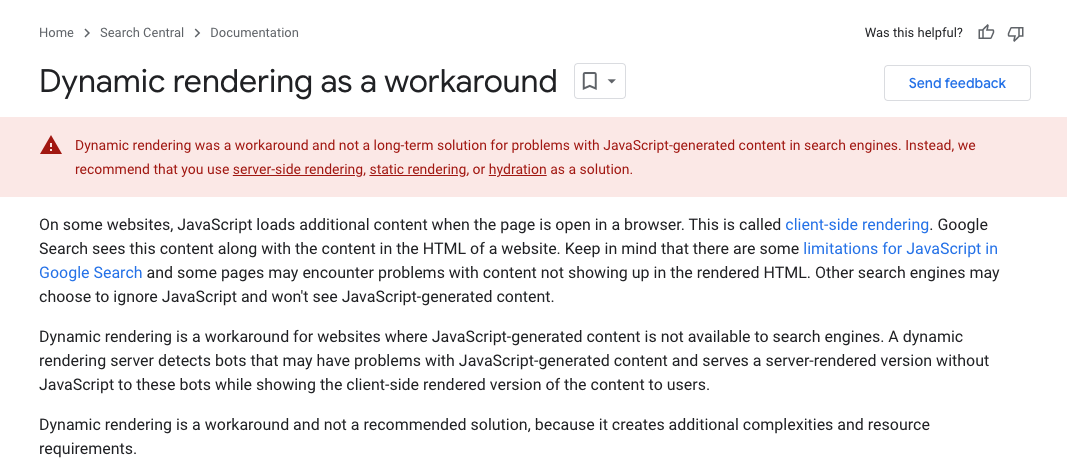 Home > Search Central > Documentation
Was this helpful?
Dynamic rendering as a workaround
Send feedback
Dynamic rendering was a workaround and not a long-term solution for problems with JavaScript-generated content in search engines. Instead, we
recommend that you use server-side rendering, static rendering, or hydration as a solution.
On some websites, JavaScript loads additional content when the page is open in a browser. This is called client-side rendering. Google
Search sees this content along with the content in the HTML of a website. Keep in mind that there are some limitations for JavaScript in
Google Search and some pages may encounter problems with content not showing up in the rendered HTML. Other search engines may
choose to ignore JavaScript and won't see JavaScript-generated content.
Dynamic rendering is a workaround for websites where JavaScript-generated content is not available to search engines. A dynamic
rendering server detects bots that may have problems with JavaScript-generated content and serves a server-rendered version without
JavaScript to these bots while showing the client-side rendered version of the content to users.
Dynamic rendering is a workaround and not a recommended solution, because it creates additional complexities and resource
requirements.